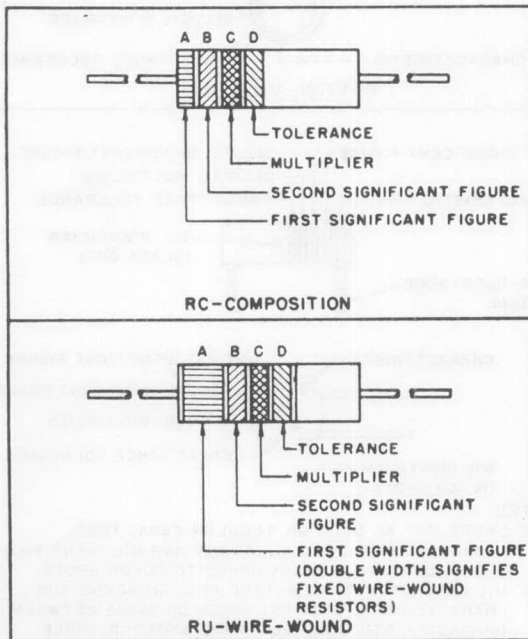 A B C D
TOLERANCE
MULTIPLIER
SECOND SIGNIFICANT FIGURE
FIRST SIGNIFICANT FIGURE
RC-COMPOSITION
A B C D
TOLERANCE
MULTIPLIER
SECOND SIGNIFICANT
FIGURE
FIRST SIGNIFICANT FIGURE
(DOUBLE WIDTH SIGNIFIES
FIXED WIRE-WOUND
RESISTORS)
RU-WIRE-WOUND